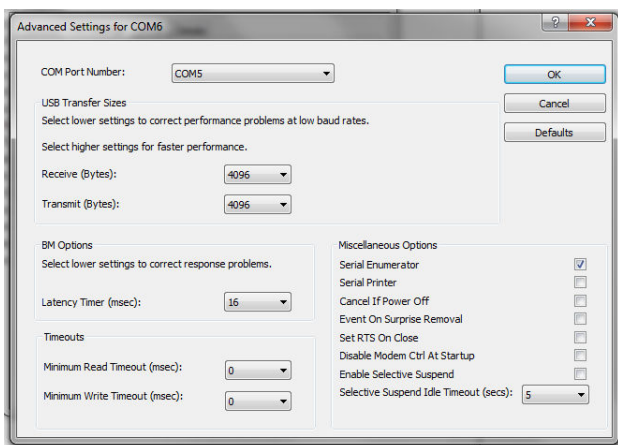 Advanced Settings for COM6
COM Port Number: COM5
OK
USB Transfer Sizes
Cancel
Select lower settings to correct performance problems at low baud rates.
Defaults
Select higher settings for faster performance.
Receive (Bytes): 4096
Transmit (Bytes): 4096
BM Options
Select lower settings to correct response problems.
Latency Timer (msec): 16
Timeouts
Minimum Read Timeout (msec): 0
Minimum Write Timeout (msec): 0
Miscellaneous Options
Serial Enumerator
Serial Printer
Cancel If Power Off
Event On Surprise Removal
Set RTS On Close
Disable Modem Ctrl At Startup
Enable Selective Suspend
Selective Suspend Idle Timeout (secs): 5